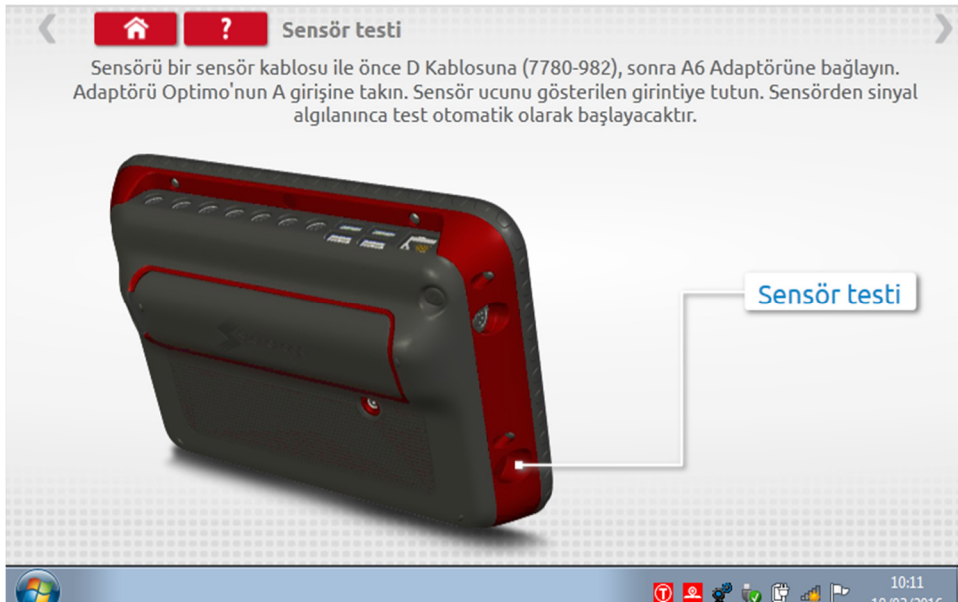 ? Sensör testi
Sensörü bir sensör kablosu ile önce D Kablosuna (7780-982), sonra A6 Adaptörüne bağlayın.
Adaptörü Optimo'nun A girişine takın. Sensör ucunu gösterilen girintiye tutun. Sensörden sinyal
algılanınca test otomatik olarak başlayacaktır.
Sensör testi
10:11